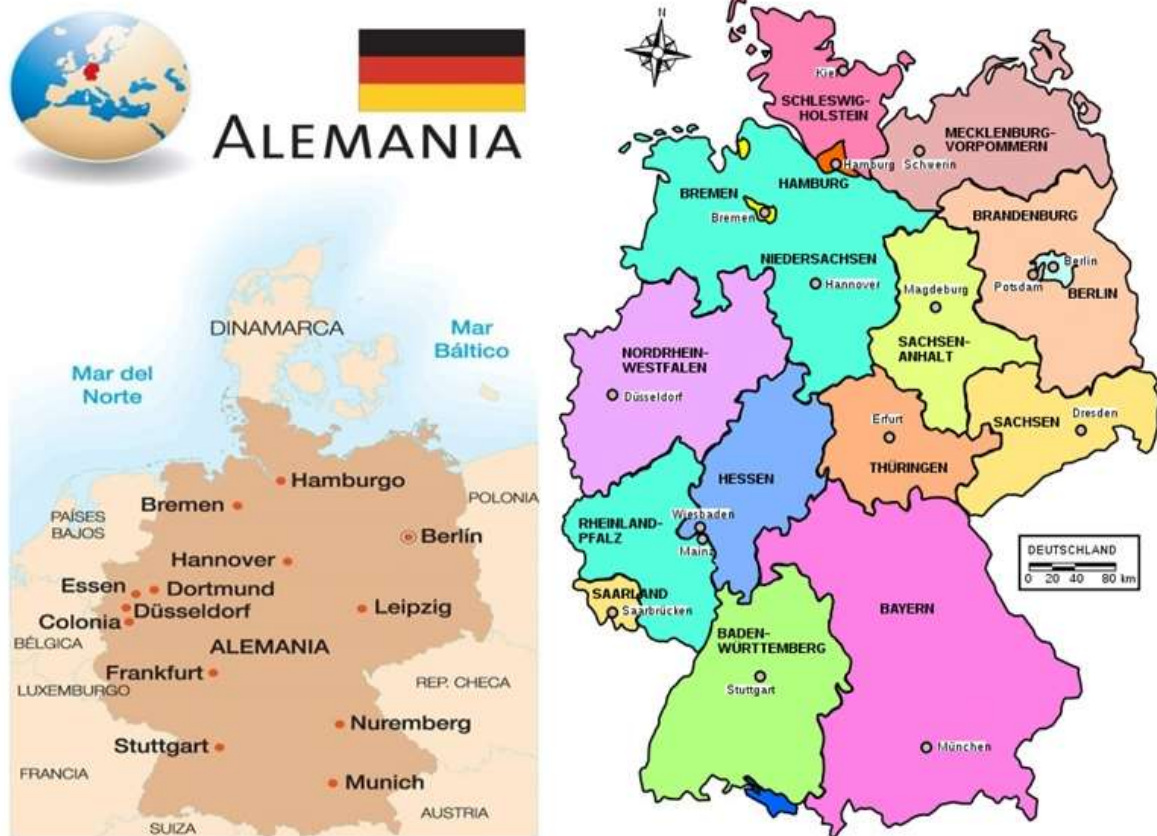 ALEMANIA
DINAMARCA
Mar
Báltico
Mar del
Norte
Hamburgo
Bremen
POLONIA
PAÍSES
BAJOS
Berlín
Hannover
Essen
Dortmund
Düsseldorf
Leipzig
Colonia
BÉLGICA
ALEMANIA
Frankfurt
LUXEMBURGO
REP. CHECA
Nuremberg
Stuttgart
FRANCIA
Munich
AUSTRIA
SUIZA
Kiel
SCHLESWIG-
HOLSTEIN
MECKLENBURG-
VORPOMMERN
Schwerin
Hamburg
HAMBURG
BREMEN
Bremen
BRANDENBURG
NIEDERSACHSEN
Hannover
Berlin
Potsdam
BERLIN
Magdeburg
SACHSEN-
ANHALT
NORDRHEIN-
WESTFALEN
Düsseldorf
Erfurt
THÜRINGEN
SACHSEN
Dresden
HESSEN
Wiesbaden
Mainz
RHEINLAND-
PFALZ
DEUTSCHLAND
0 20 40 80 km
SAARLAND
Saarbrücken
BAYERN
BADEN-
WÜRTTEMBERG
Stuttgart
München